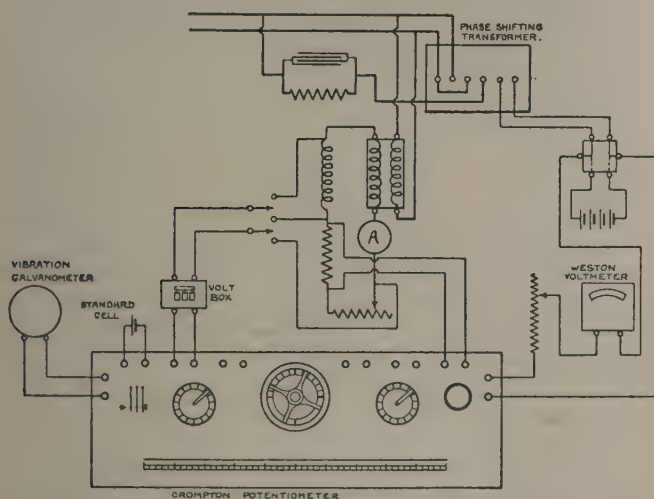 PHASE SHIFTING
TRANSFORMER.
A
VIBRATION
GALVANOMETER
STANDARD
CELL
VOLT
BOX
WESTON
VOLTMETER
CROMPTON POTENTIOMETER